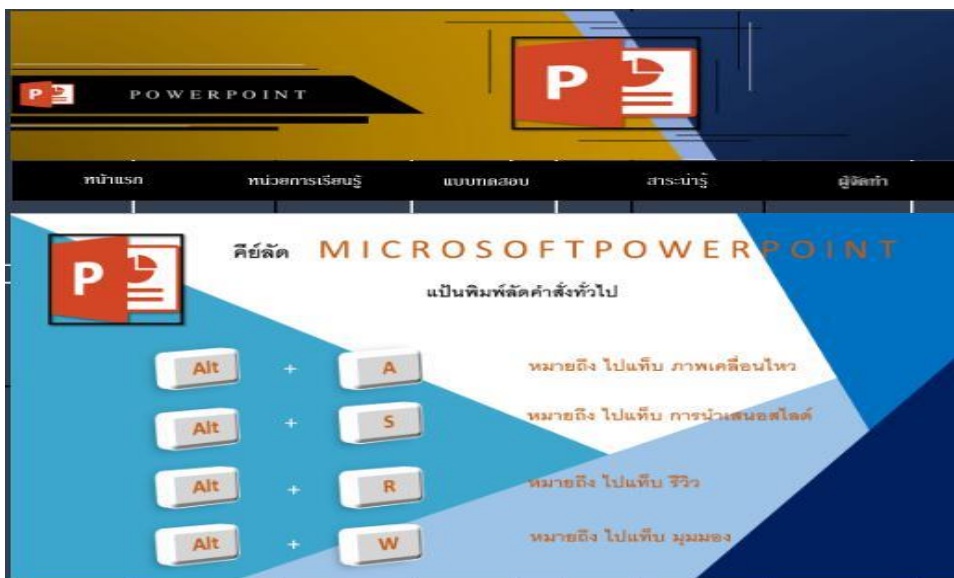 POWERPOINT
หน้าแรก หน่วยการเรียนรู้ แบบทดสอบ สาระน่ารู้ ผู้จัดทำ
คีย์ลัด MICROSOFTPOWERPOINT
แป้นพิมพ์ลัดคำสั่งทั่วไป
Alt + A หมายถึง ไปแท็บ ภาพเคลื่อนไหว
Alt + S หมายถึง ไปแท็บ การนำเสนอสไลด์
Alt + R หมายถึง ไปแท็บ รีวิว
Alt + W หมายถึง ไปแท็บ มุมมอง